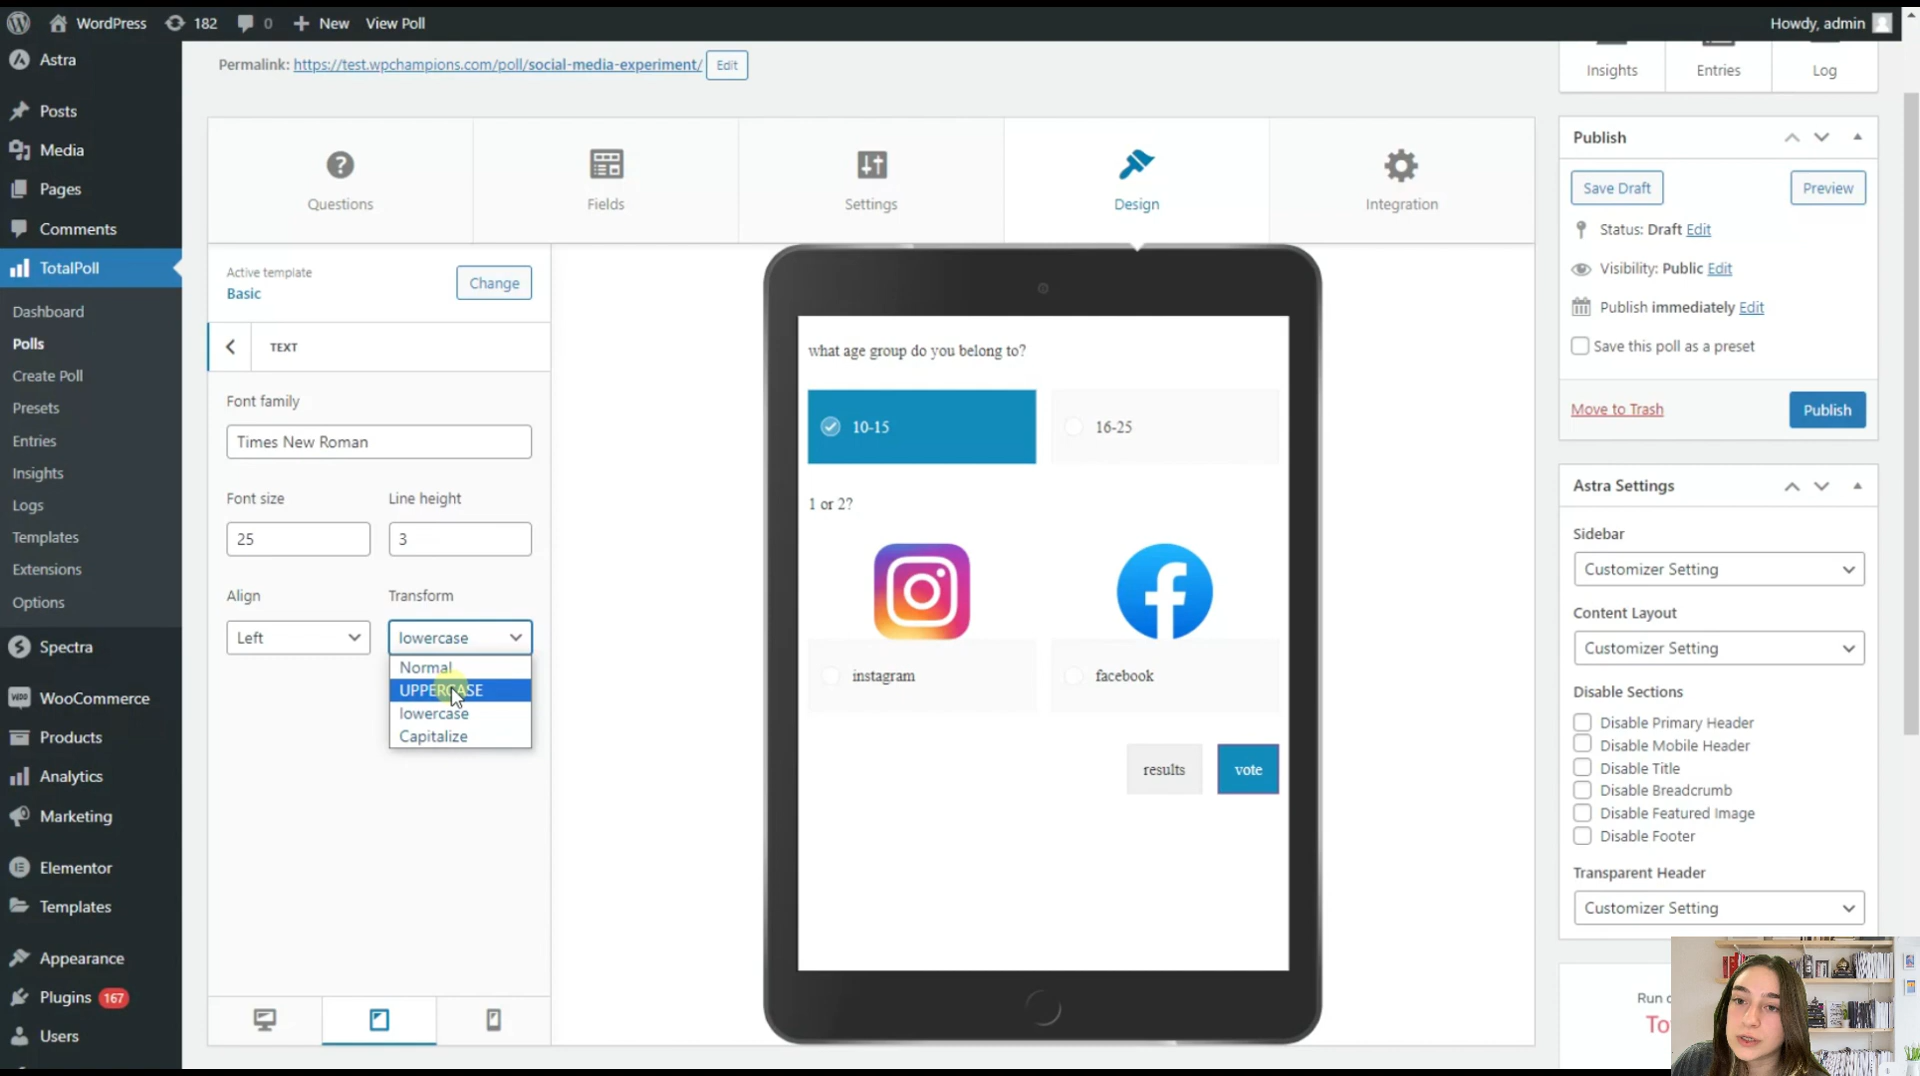 WordPress
182
0
New
View Poll
Howdy, admin
Astra
Posts
Media
Pages
Comments
TotalPoll
Dashboard
Polls
Create Poll
Presets
Entries
Insights
Logs
Templates
Extensions
Options
Spectra
WooCommerce
Products
Analytics
Marketing
Elementor
Templates
Appearance
Plugins 167
Users
Permalink: https://test.wpchampions.com/poll/social-media-experiment/ Edit
Questions
Fields
Settings
Design
Integration
Active template
Basic
Change
TEXT
Font family
Times New Roman
Font size
Line height
25
3
Align
Transform
Left
lowercase
Normal
UPPERCASE
lowercase
Capitalize
what age group do you belong to?
10-15
16-25
1 or 2?
instagram
facebook
results
vote
Insights
Entries
Log
Publish
Save Draft
Preview
Status: Draft Edit
Visibility: Public Edit
Publish immediately Edit
Save this poll as a preset
Move to Trash
Publish
Astra Settings
Sidebar
Customizer Setting
Content Layout
Customizer Setting
Disable Sections
Disable Primary Header
Disable Mobile Header
Disable Title
Disable Breadcrumb
Disable Featured Image
Disable Footer
Transparent Header
Customizer Setting
Run
To